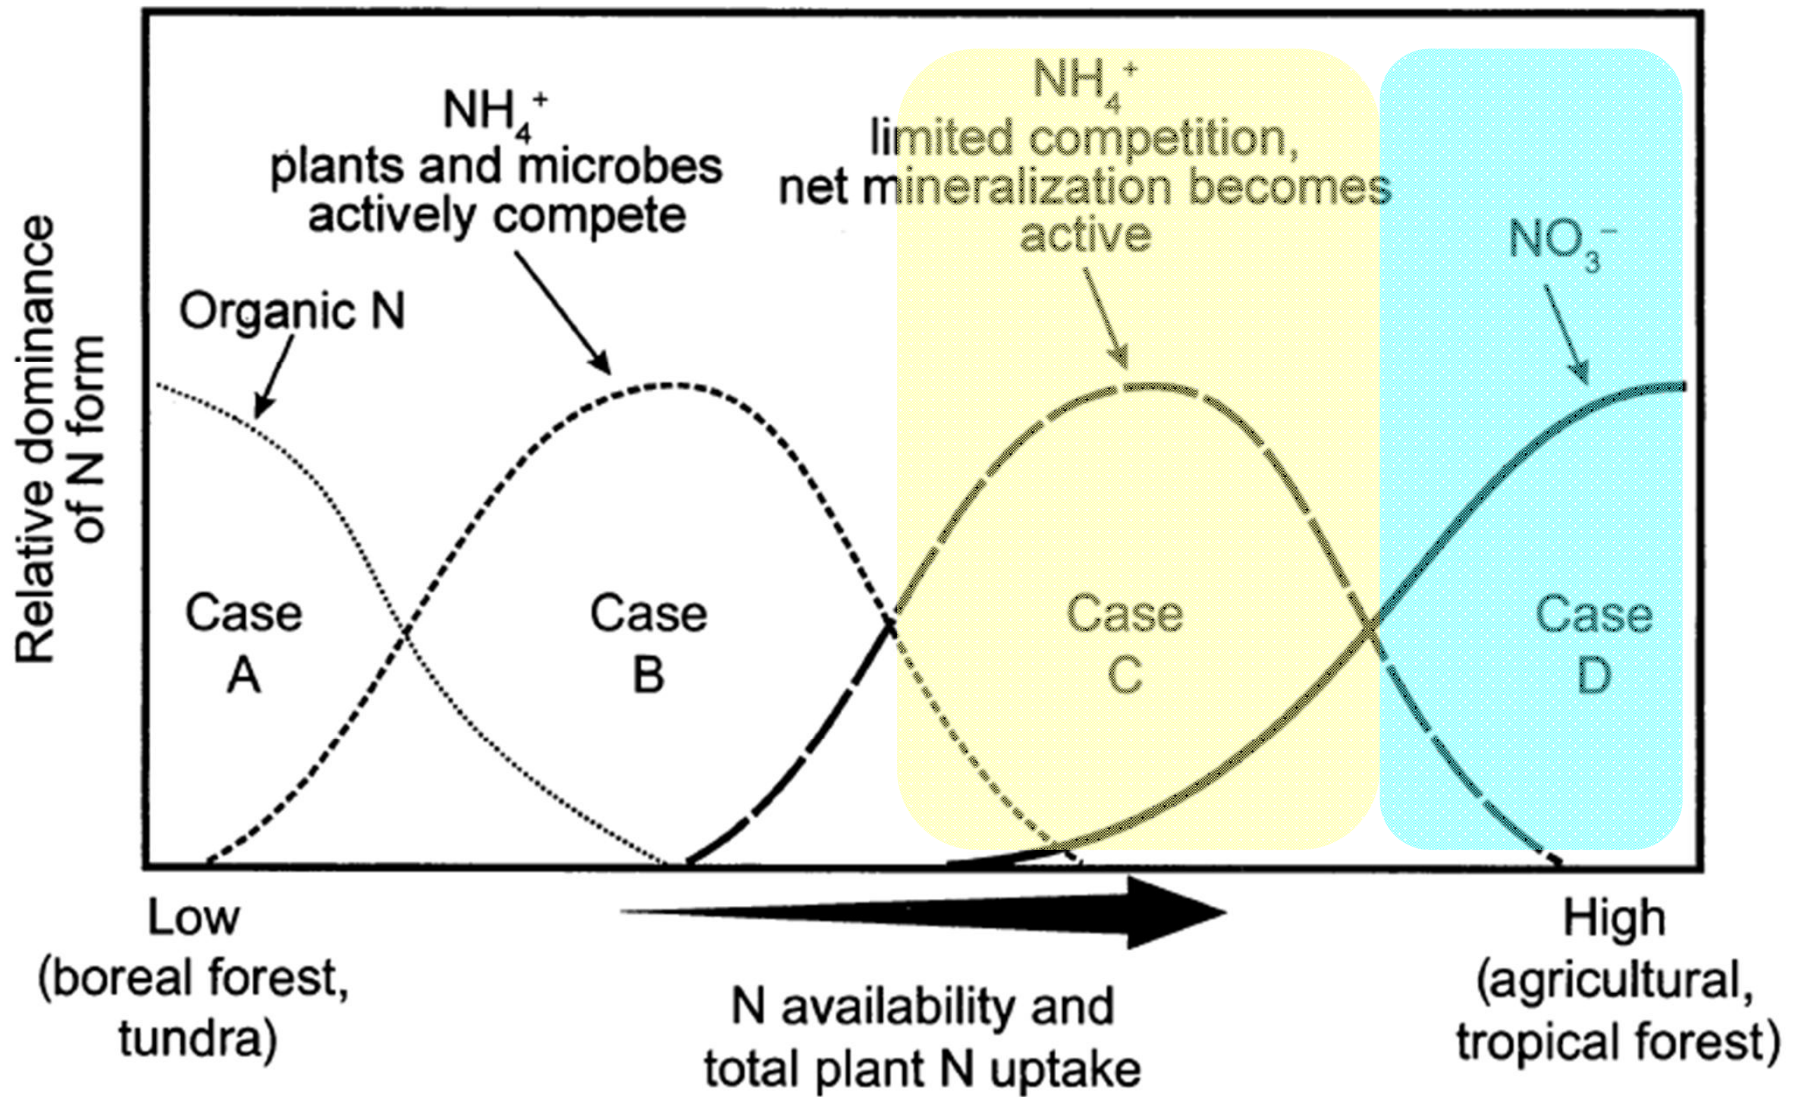 NH₄⁺
plants and microbes
actively compete
NH₄⁺
limited competition,
net mineralization becomes
active
NO₃⁻
Organic N
Relative dominance
of N form
Case
A
Case
B
Case
C
Case
D
Low
(boreal forest,
tundra)
N availability and
total plant N uptake
High
(agricultural,
tropical forest)